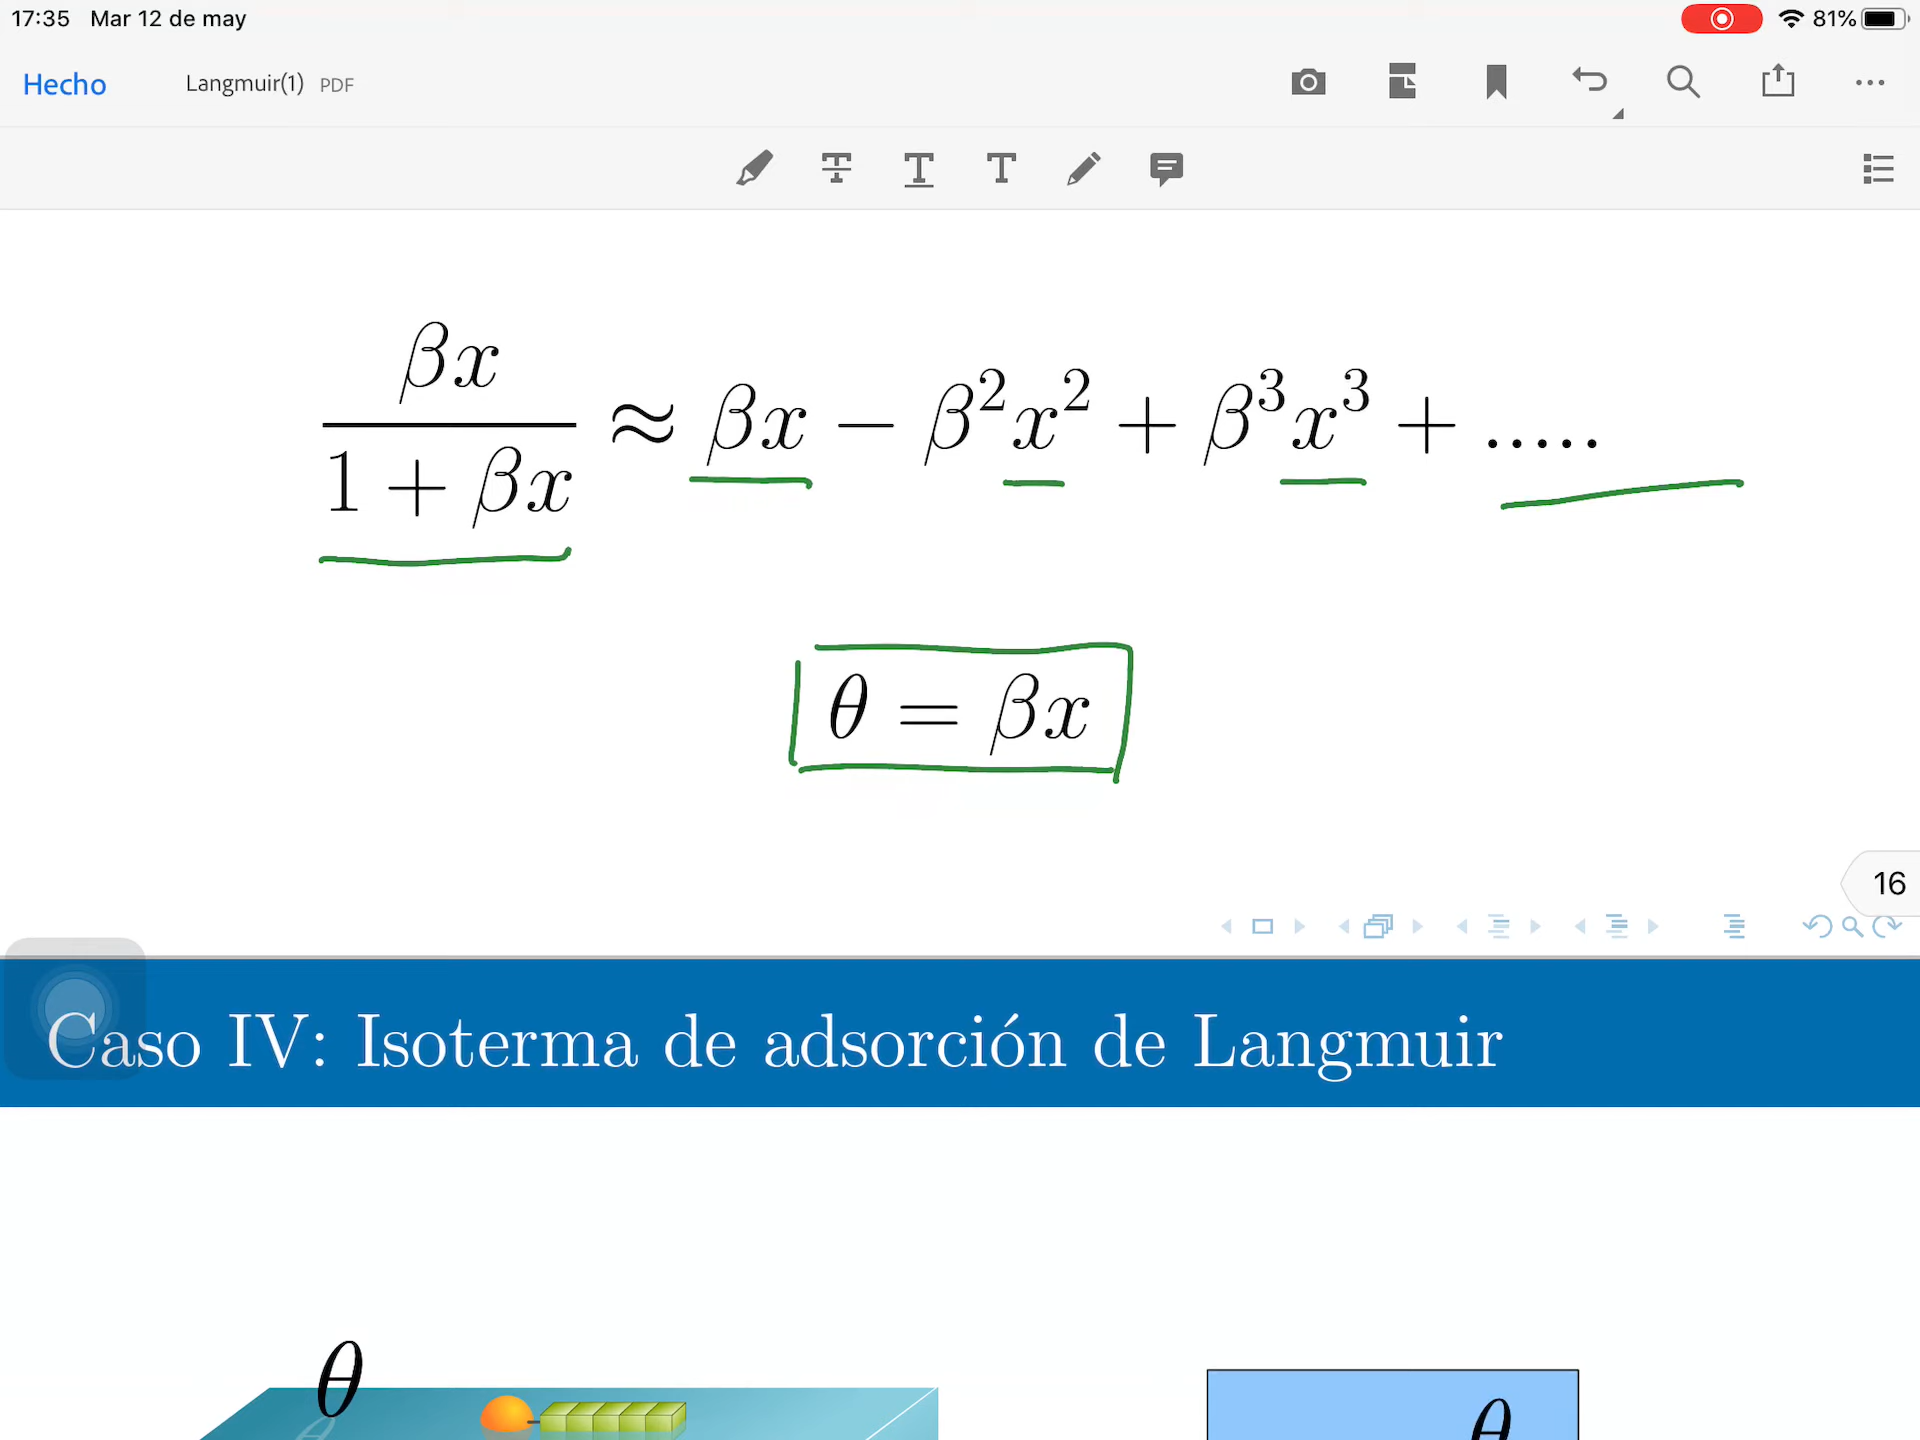 17:35 Mar 12 de may 81%
Hecho Langmuir(1) PDF
βx / 1 + βx ≈ βx − β²x² + β³x³ + .....
θ = βx
16
Caso IV: Isoterma de adsorción de Langmuir
θ
θ